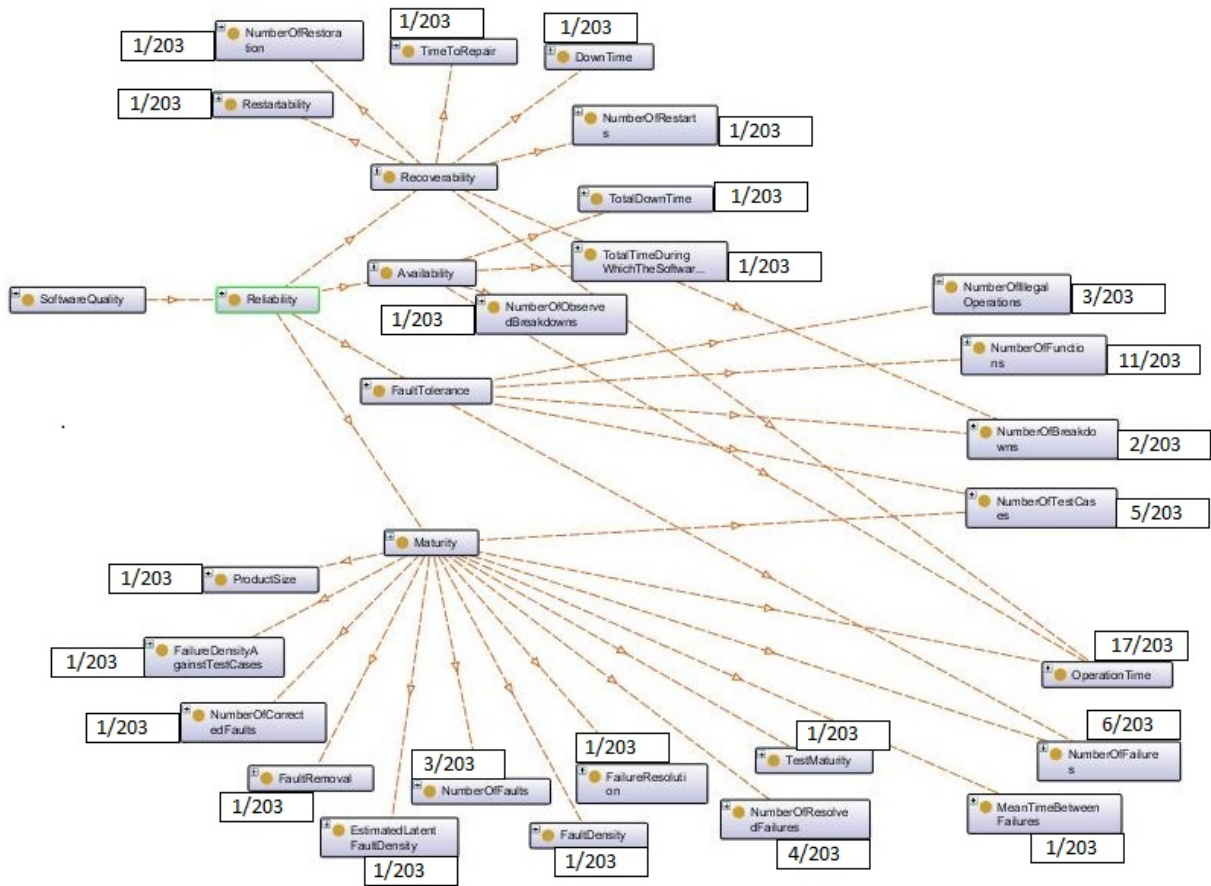 1/203
NumberOfRestora
tion
1/203
TimeToRepair
1/203
DownTime
1/203
Restartability
NumberOfRestart
s
1/203
Recoverability
TotalDownTime
1/203
TotalTimeDuring
WhichTheSoftwar...
1/203
Availability
SoftwareQuality
Reliability
1/203
NumberOfObserve
dBreakdowns
NumberOfIllegal
Operations
3/203
NumberOfFunctio
ns
11/203
FaultTolerance
NumberOfBreakdo
wns
2/203
NumberOfTestCas
es
5/203
Maturity
1/203
ProductSize
1/203
FailureDensityA
gainstTestCases
17/203
OperationTime
1/203
NumberOfCorrect
edFaults
6/203
NumberOfFailure
s
1/203
TestMaturity
1/203
FailureResoluti
on
3/203
NumberOfFaults
FaultRemoval
1/203
EstimatedLatent
FaultDensity
1/203
FaultDensity
1/203
NumberOfResolv
edFailures
4/203
MeanTimeBetween
Failures
1/203